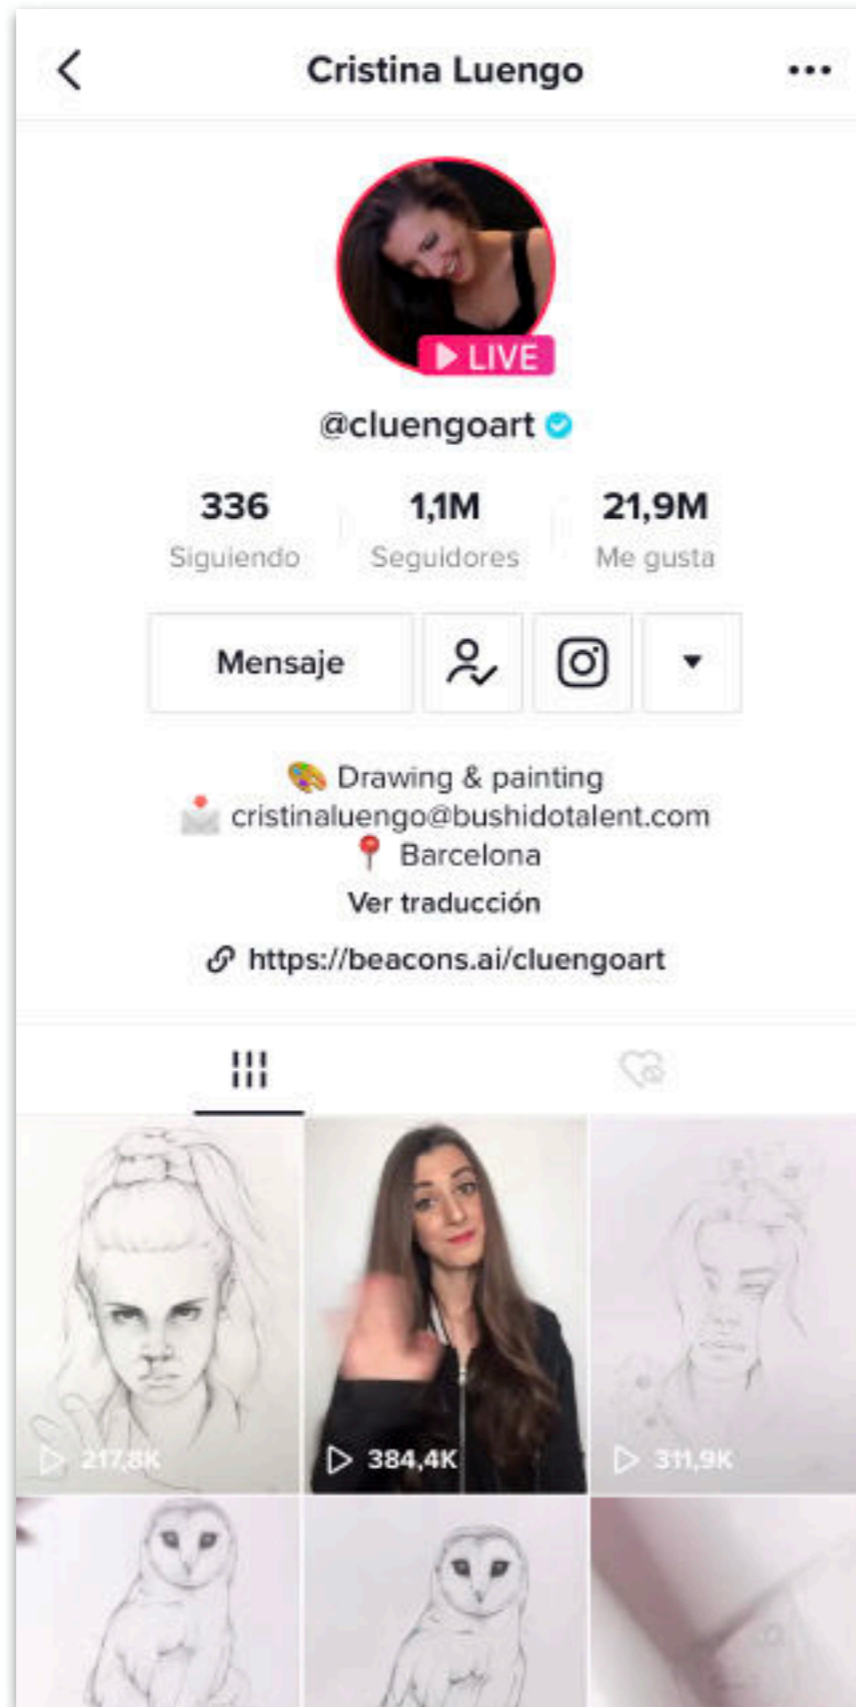 Cristina Luengo
LIVE
@cluengoart
336 1,1M 21,9M
Siguiendo Seguidores Me gusta
Mensaje
Drawing & painting
cristinaluengo@bushidotalent.com
Barcelona
Ver traducción
https://beacons.ai/cluengoart
217,8K 384,4K 311,9K